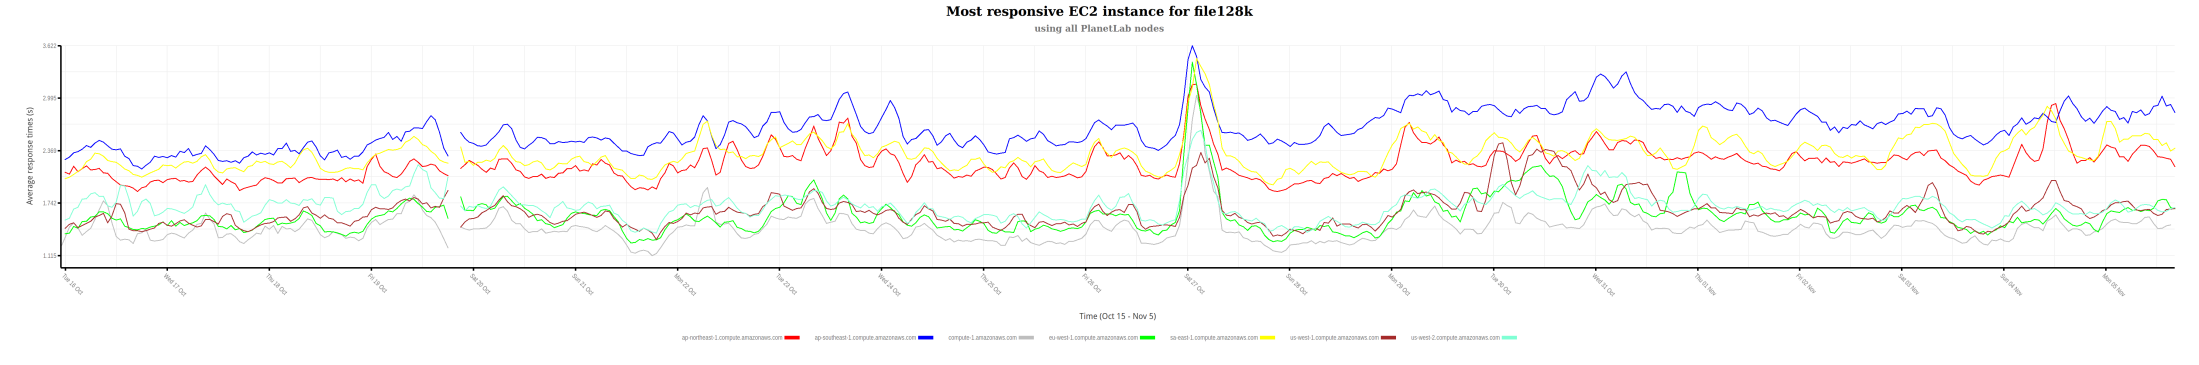 Most responsive EC2 instance for file128k
using all PlanetLab nodes
Average response times (s)
3.622
2.995
2.369
1.742
1.115
Tue 16 Oct
Wed 17 Oct
Thu 18 Oct
Fri 19 Oct
Sat 20 Oct
Sun 21 Oct
Mon 22 Oct
Tue 23 Oct
Wed 24 Oct
Thu 25 Oct
Fri 26 Oct
Sat 27 Oct
Sun 28 Oct
Mon 29 Oct
Tue 30 Oct
Wed 31 Oct
Thu 01 Nov
Fri 02 Nov
Sat 03 Nov
Sun 04 Nov
Mon 05 Nov
Time (Oct 15 - Nov 5)
ap-northeast-1.compute.amazonaws.com
ap-southeast-1.compute.amazonaws.com
compute-1.amazonaws.com
eu-west-1.compute.amazonaws.com
sa-east-1.compute.amazonaws.com
us-west-1.compute.amazonaws.com
us-west-2.compute.amazonaws.com